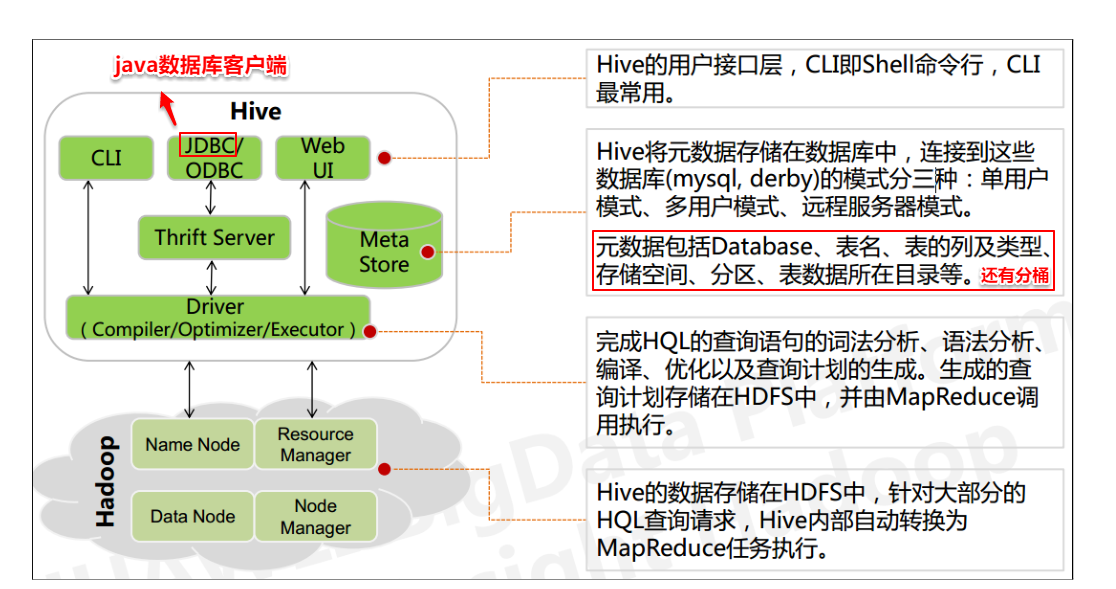 java数据库客户端
Hive
CLI
JDBC/
ODBC
Web
UI
Thrift Server
Meta
Store
Driver
( Compiler/Optimizer/Executor )
Hadoop
Name Node
Resource
Manager
Data Node
Node
Manager
Hive的用户接口层，CLI即Shell命令行，CLI
最常用。
Hive将元数据存储在数据库中，连接到这些
数据库(mysql, derby)的模式分三种：单用户
模式、多用户模式、远程服务器模式。
元数据包括Database、表名、表的列及类型、
存储空间、分区、表数据所在目录等。还有分桶
完成HQL的查询语句的词法分析、语法分析、
编译、优化以及查询计划的生成。生成的查
询计划存储在HDFS中，并由MapReduce调
用执行。
Hive的数据存储在HDFS中，针对大部分的
HQL查询请求，Hive内部自动转换为
MapReduce任务执行。